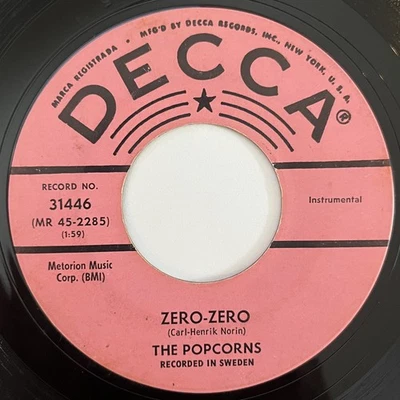 MARCA REGISTRADA • MFG'D BY DECCA RECORDS, INC., NEW YORK, U. S. A.
DECCA®
RECORD NO.
31446
(MR 45-2285)
(1:59)
Instrumental
Metorion Music
Corp. (BMI)
ZERO-ZERO
(Carl-Henrik Norin)
THE POPCORNS
RECORDED IN SWEDEN